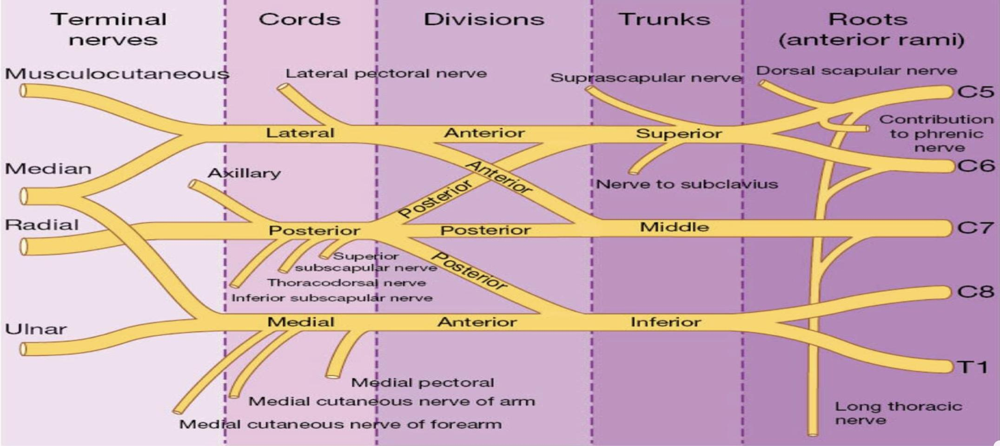 Terminal
nerves
Cords
Divisions
Trunks
Roots
(anterior rami)
Musculocutaneous
Lateral pectoral nerve
Suprascapular nerve
Dorsal scapular nerve
C5
Contribution
to phrenic
nerve
Lateral
Anterior
Superior
Median
Axillary
Anterior
Posterior
C6
Nerve to subclavius
Radial
Posterior
Posterior
Middle
C7
Superior
subscapular nerve
Thoracodorsal nerve
Inferior subscapular nerve
Posterior
C8
Ulnar
Medial
Anterior
Inferior
T1
Medial pectoral
Medial cutaneous nerve of arm
Medial cutaneous nerve of forearm
Long thoracic
nerve